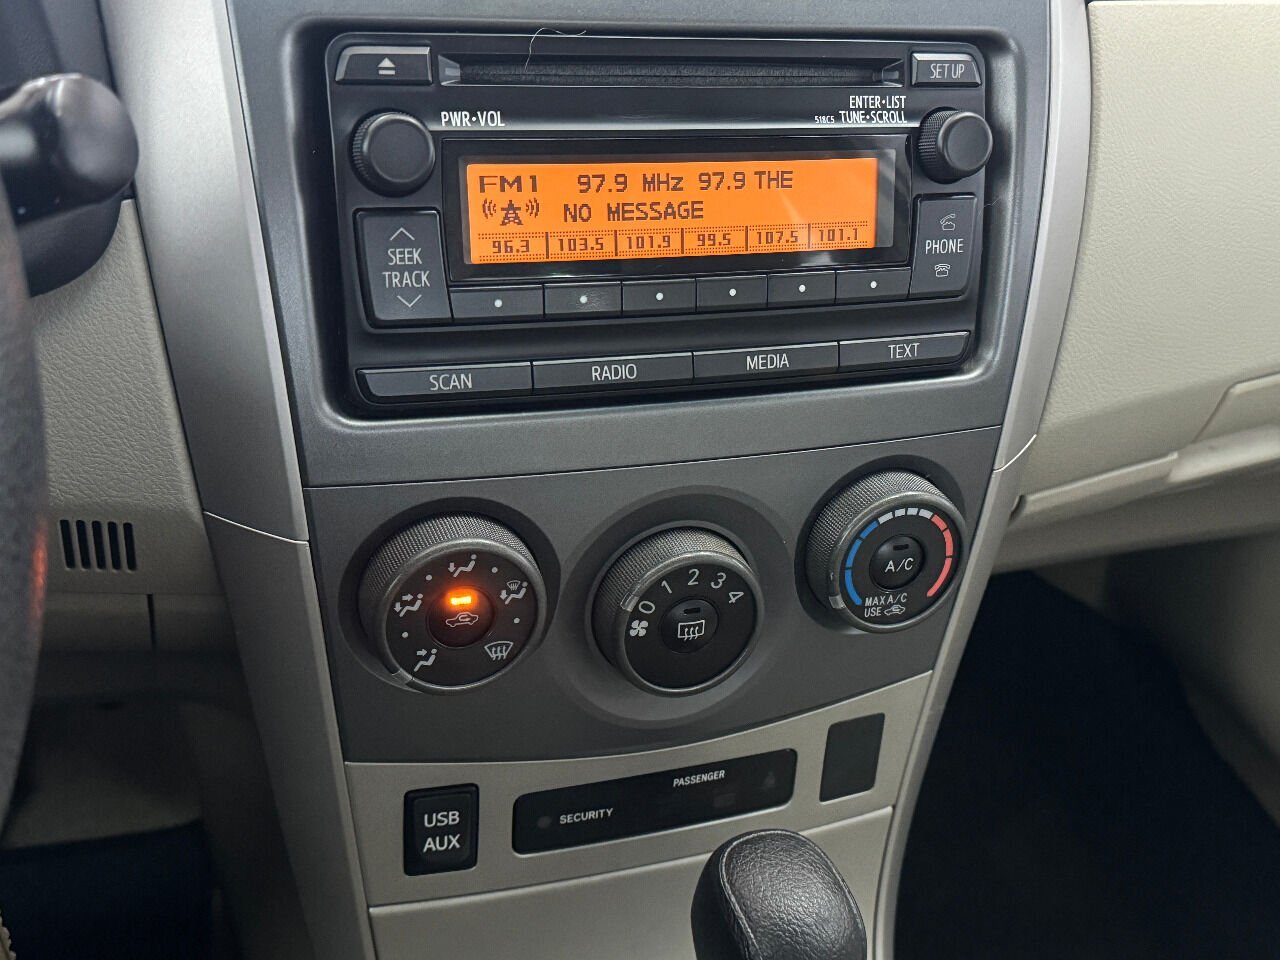 SET UP
PWR•VOL
ENTER•LIST
518C5 TUNE•SCROLL
FM1 97.9 MHz 97.9 THE
NO MESSAGE
96.3 103.5 101.9 99.5 107.5 101.1
SEEK
TRACK
PHONE
SCAN RADIO MEDIA TEXT
0 1 2 3 4
A/C
MAX A/C
USE
PASSENGER
SECURITY
USB
AUX